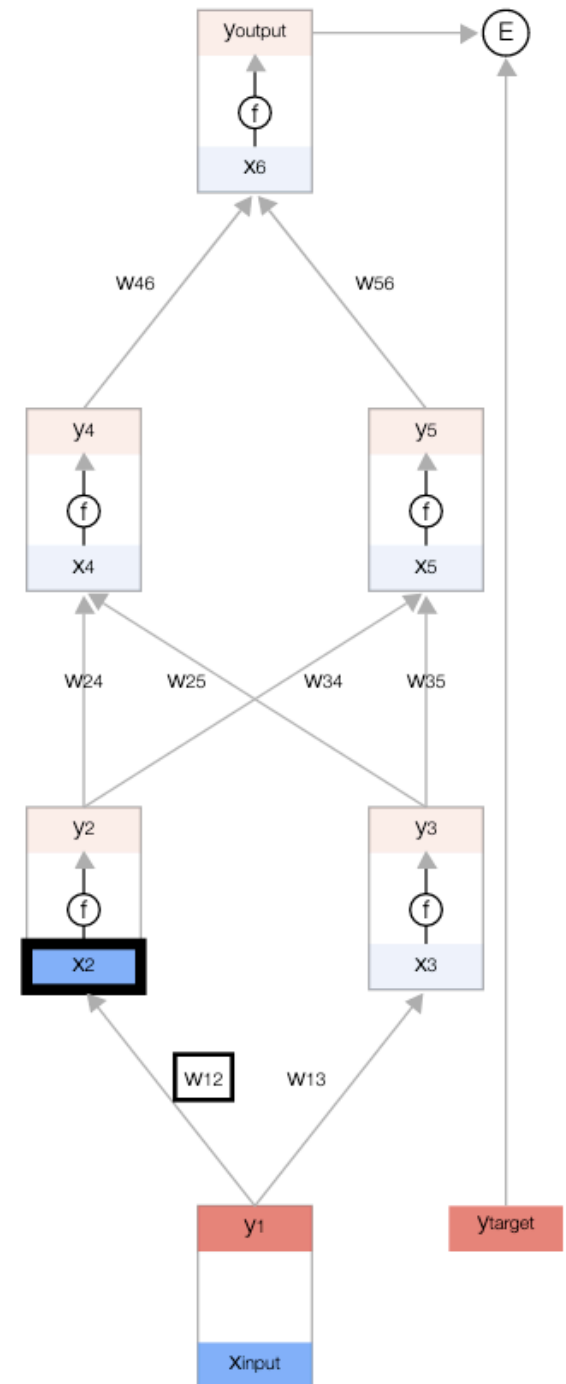 youtput E
f
x6
w46 w56
y4 y5
f f
x4 x5
w24 w25 w34 w35
y2 y3
f f
x2 x3
w12 w13
y1 ytarget
xinput